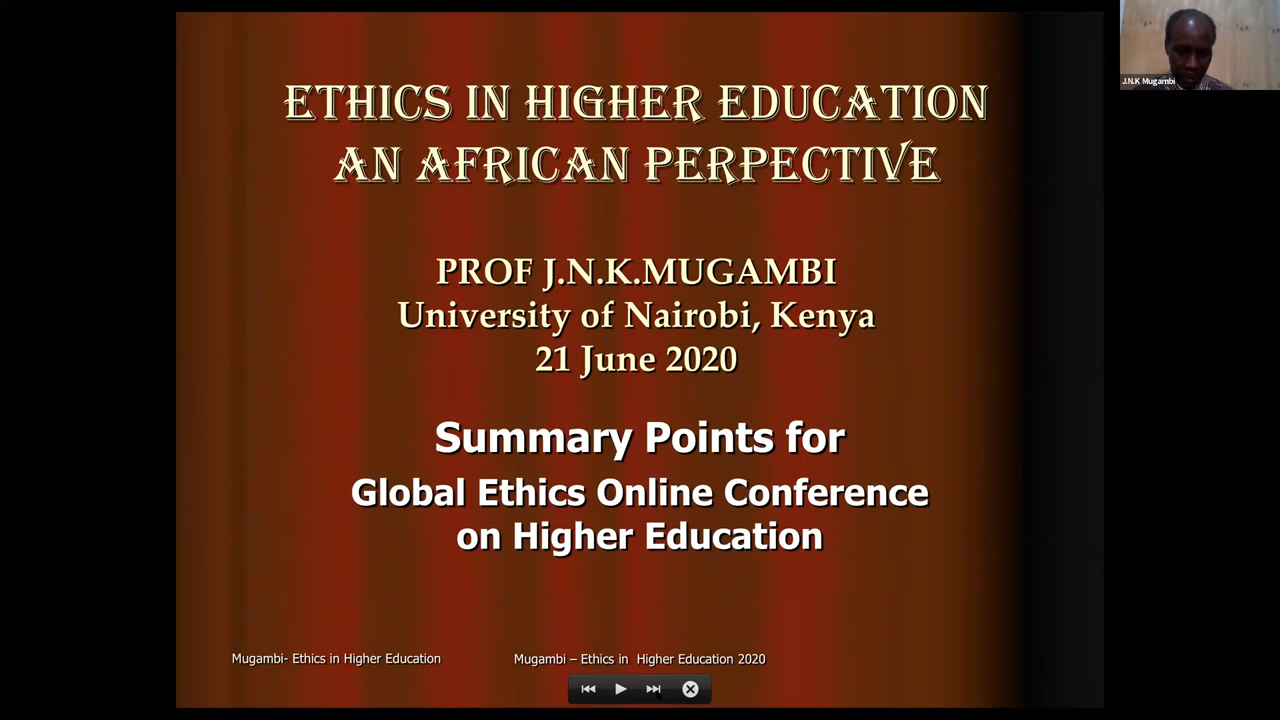 ETHICS IN HIGHER EDUCATION
AN AFRICAN PERPECTIVE
PROF J.N.K.MUGAMBI
University of Nairobi, Kenya
21 June 2020
Summary Points for
Global Ethics Online Conference
on Higher Education
Mugambi- Ethics in Higher Education
Mugambi – Ethics in Higher Education 2020
J.N.K Mugambi